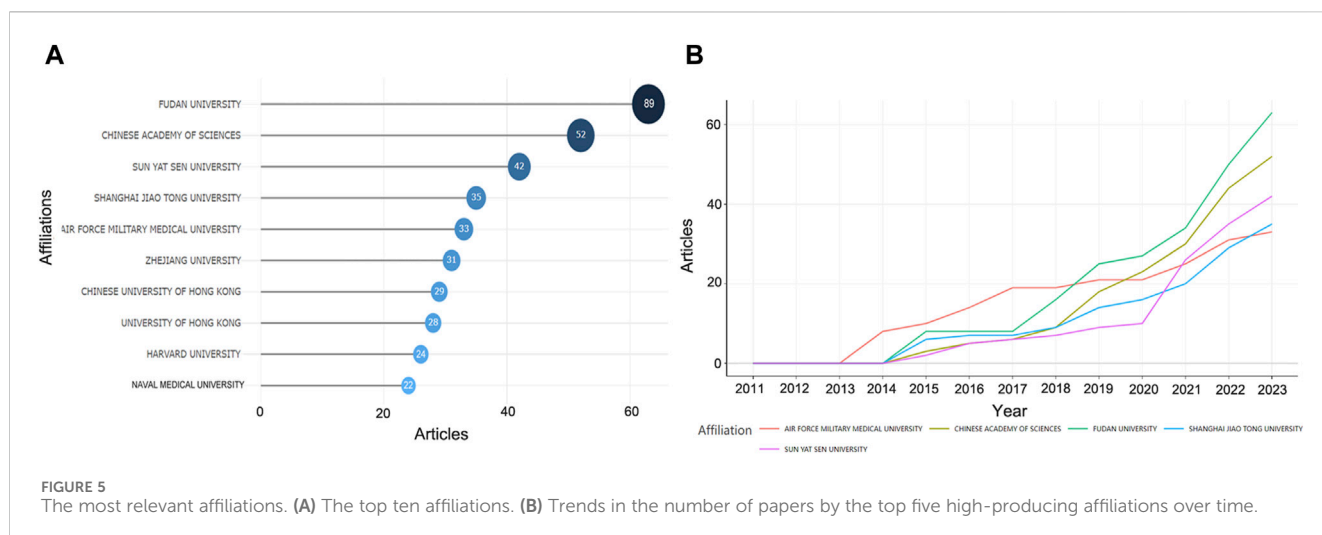 A
FUDAN UNIVERSITY
89
CHINESE ACADEMY OF SCIENCES
52
SUN YAT SEN UNIVERSITY
42
SHANGHAI JIAO TONG UNIVERSITY
35
AIR FORCE MILITARY MEDICAL UNIVERSITY
33
ZHEJIANG UNIVERSITY
31
CHINESE UNIVERSITY OF HONG KONG
29
UNIVERSITY OF HONG KONG
28
HARVARD UNIVERSITY
24
NAVAL MEDICAL UNIVERSITY
22
Affiliations
0 20 40 60
Articles
B
60
40
20
0
Articles
2011 2012 2013 2014 2015 2016 2017 2018 2019 2020 2021 2022 2023
Year
Affiliation AIR FORCE MILITARY MEDICAL UNIVERSITY CHINESE ACADEMY OF SCIENCES FUDAN UNIVERSITY SHANGHAI JIAO TONG UNIVERSITY
SUN YAT SEN UNIVERSITY
FIGURE 5
The most relevant affiliations. (A) The top ten affiliations. (B) Trends in the number of papers by the top five high-producing affiliations over time.